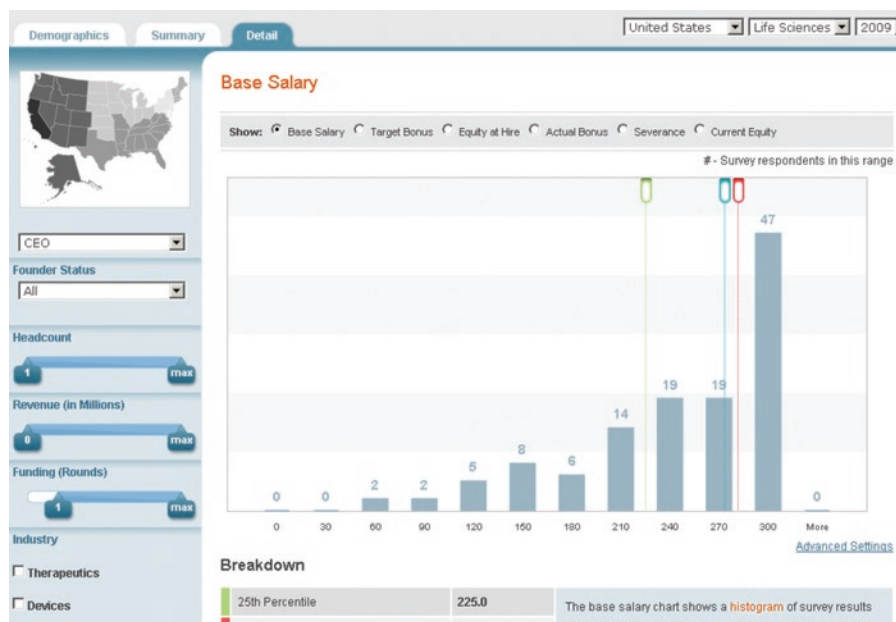 Demographics Summary Detail United States Life Sciences 2009
Base Salary
Show: Base Salary Target Bonus Equity at Hire Actual Bonus Severance Current Equity
# - Survey respondents in this range
CEO
Founder Status
All
Headcount
1 max
Revenue (in Millions)
0 max
Funding (Rounds)
1 max
Industry
Therapeutics
Devices
0 0 2 2 5 8 6 14 19 19 47 0
0 30 60 90 120 150 180 210 240 270 300 More
Advanced Settings
Breakdown
25th Percentile 225.0 The base salary chart shows a histogram of survey results